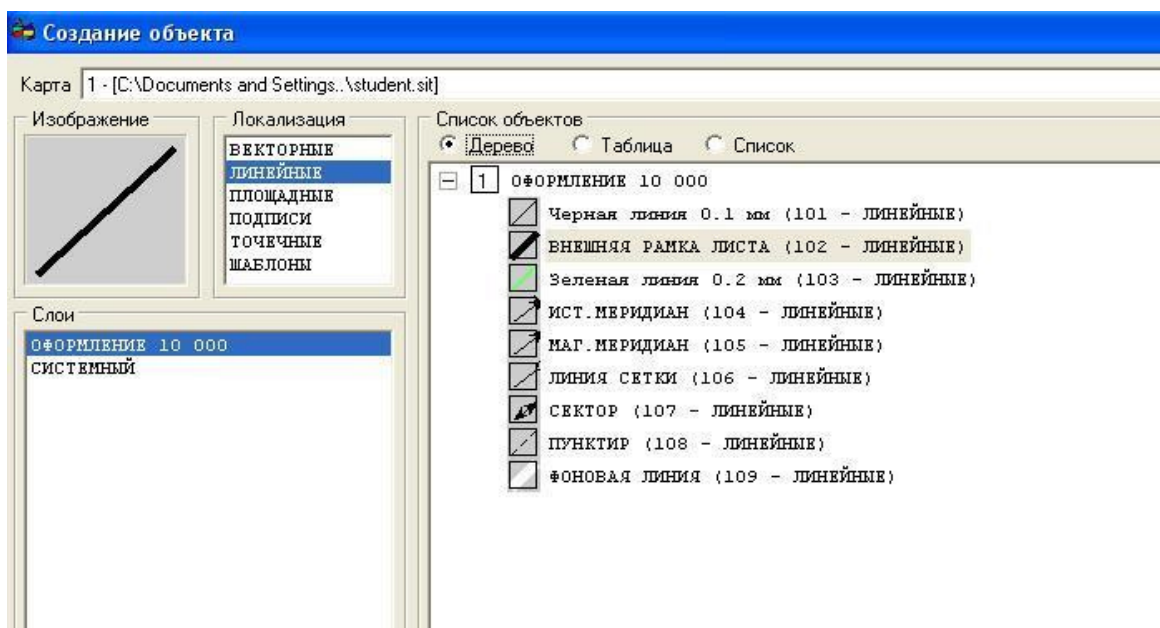 Создание объекта
Карта 1 - [C:\Documents and Settings..\student.sit]
Изображение
Локализация
ВЕКТОРНЫЕ
ЛИНЕЙНЫЕ
ПЛОЩАДНЫЕ
ПОДПИСИ
ТОЧЕЧНЫЕ
ШАБЛОНЫ
Слои
ОФОРМЛЕНИЕ 10 000
СИСТЕМНЫЙ
Список объектов
Дерево Таблица Список
1 ОФОРМЛЕНИЕ 10 000
Черная линия 0.1 мм (101 - ЛИНЕЙНЫЕ)
ВНЕШНЯЯ РАМКА ЛИСТА (102 - ЛИНЕЙНЫЕ)
Зеленая линия 0.2 мм (103 - ЛИНЕЙНЫЕ)
ИСТ.МЕРИДИАН (104 - ЛИНЕЙНЫЕ)
МАГ.МЕРИДИАН (105 - ЛИНЕЙНЫЕ)
ЛИНИЯ СЕТКИ (106 - ЛИНЕЙНЫЕ)
СЕКТОР (107 - ЛИНЕЙНЫЕ)
ПУНКТИР (108 - ЛИНЕЙНЫЕ)
ФОНОВАЯ ЛИНИЯ (109 - ЛИНЕЙНЫЕ)